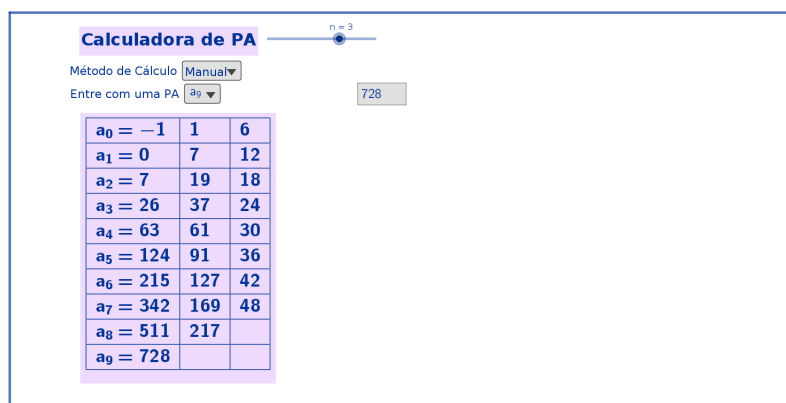 n = 3
Calculadora de PA
Método de Cálculo Manual
Entre com uma PA a₉ 728
a₀ = −1 1 6
a₁ = 0 7 12
a₂ = 7 19 18
a₃ = 26 37 24
a₄ = 63 61 30
a₅ = 124 91 36
a₆ = 215 127 42
a₇ = 342 169 48
a₈ = 511 217
a₉ = 728